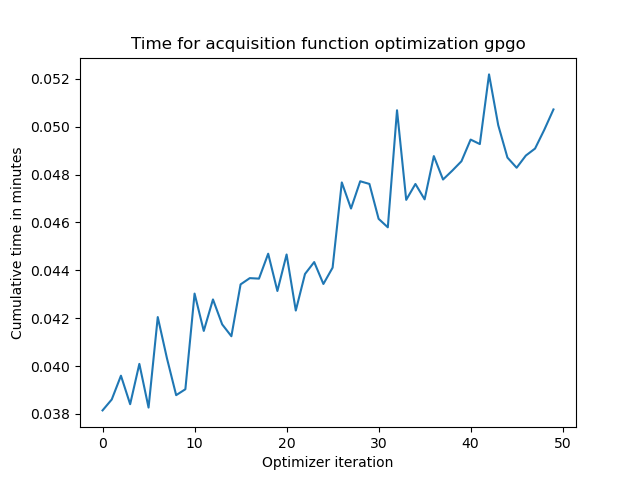 Time for acquisition function optimization gpgo
0.052
0.050
0.048
0.046
0.044
0.042
0.040
0.038
Cumulative time in minutes
0 10 20 30 40 50
Optimizer iteration